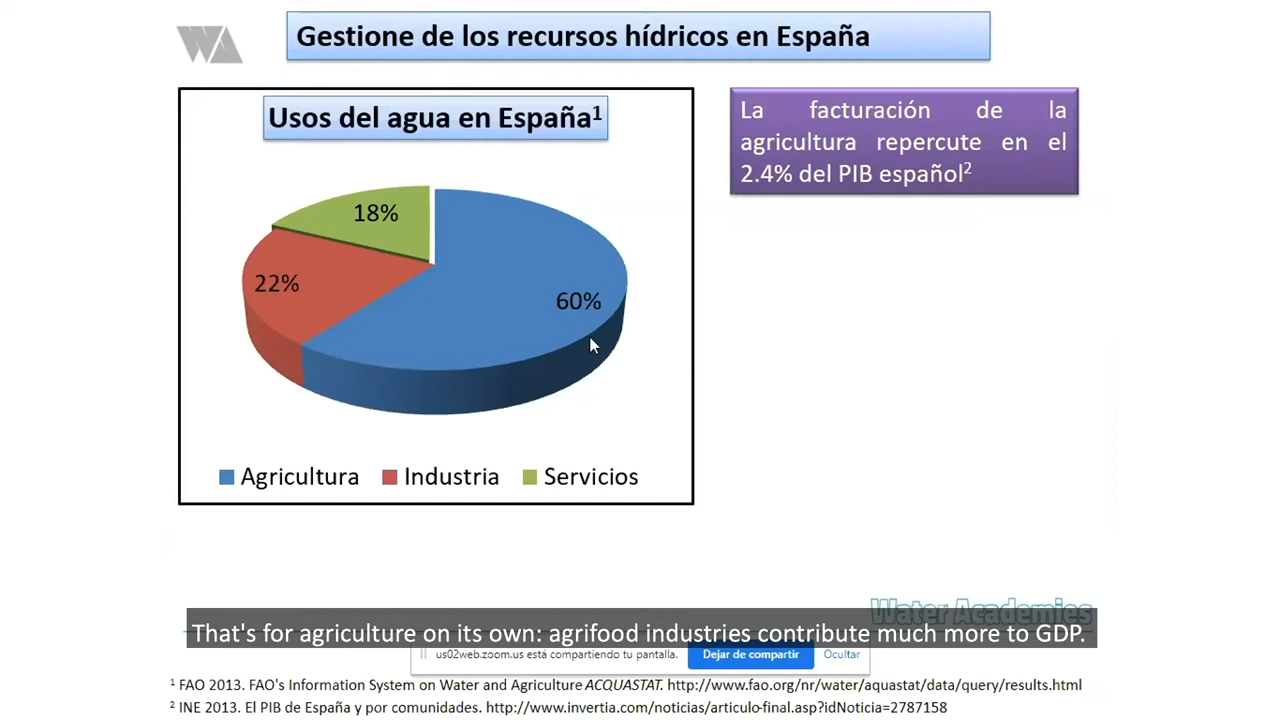 WA
Gestione de los recursos hídricos en España
Usos del agua en España¹
La facturación de la
agricultura repercute en el
2.4% del PIB español²
18%
22%
60%
Agricultura Industria Servicios
Water Academies
That's for agriculture on its own: agrifood industries contribute much more to GDP.
us02web.zoom.us está compartiendo tu pantalla. Dejar de compartir Ocultar
¹ FAO 2013. FAO's Information System on Water and Agriculture ACQUASTAT. http://www.fao.org/nr/water/aquastat/data/query/results.html
² INE 2013. El PIB de España y por comunidades. http://www.invertia.com/noticias/articulo-final.asp?idNoticia=2787158